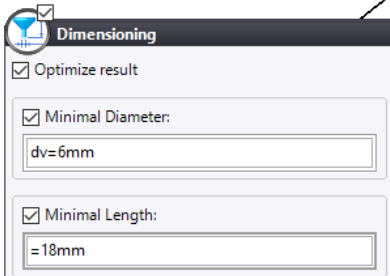 Dimensioning
Optimize result
Minimal Diameter:
dv=6mm
Minimal Length:
=18mm